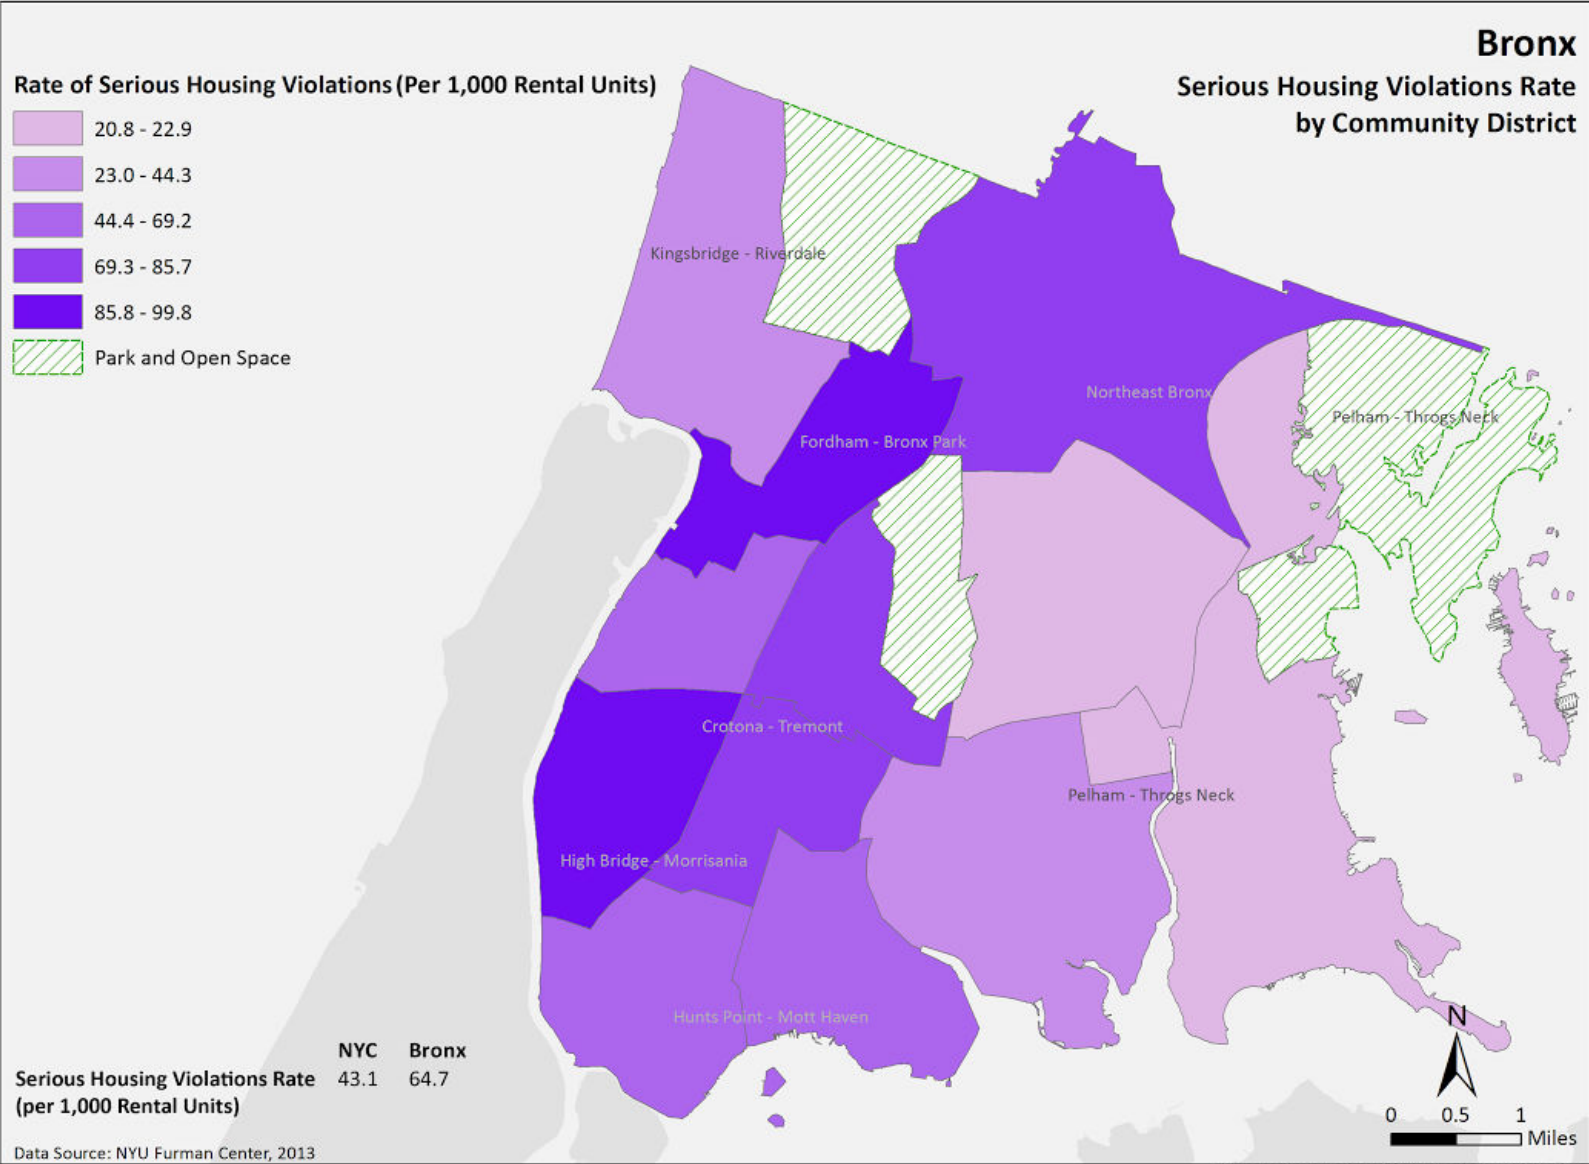 Bronx
Serious Housing Violations Rate
by Community District
Rate of Serious Housing Violations (Per 1,000 Rental Units)
20.8 - 22.9
23.0 - 44.3
44.4 - 69.2
69.3 - 85.7
85.8 - 99.8
Park and Open Space
Kingsbridge - Riverdale
Northeast Bronx
Pelham - Throgs Neck
Fordham - Bronx Park
Crotona - Tremont
Pelham - Throgs Neck
High Bridge - Morrisania
Hunts Point - Mott Haven
NYC Bronx
Serious Housing Violations Rate 43.1 64.7
(per 1,000 Rental Units)
Data Source: NYU Furman Center, 2013
N
0 0.5 1
Miles